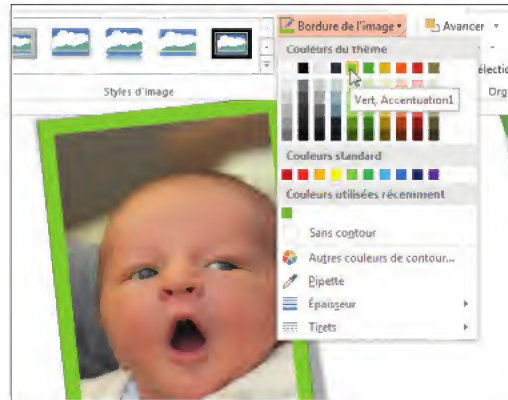 Bordure de l'image
Avancer
Couleurs du thème
Styles d'image
Vert, Accentuation1
Couleurs standard
Couleurs utilisées récemment
Sans contour
Autres couleurs de contour...
Pipette
Épaisseur
Tirets